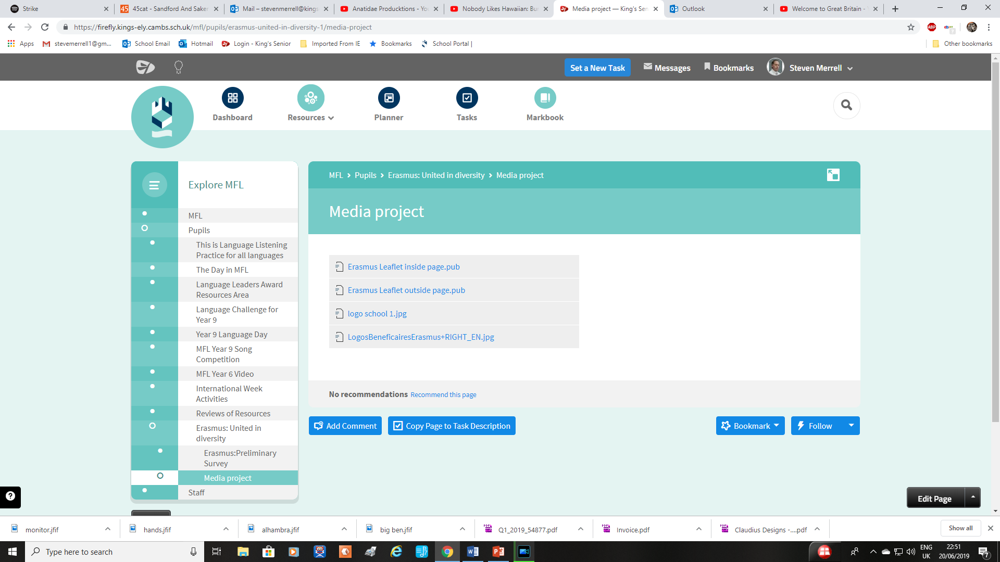 Strike
45cat - Sandford And Saker
Mail – stevenmerrell@kings
Anatidae Producktions - Yo
Nobody Likes Hawaiian: Bu
Media project — King's Sen
Outlook
Welcome to Great Britain -
https://firefly.kings-ely.cambs.sch.uk/mfl/pupils/erasmus-united-in-diversity-1/media-project
ABP
Apps
stevemerrell1@gm...
School Email
Hotmail
Login - King's Senior
Imported From IE
Bookmarks
School Portal |
Other bookmarks
Set a New Task
Messages
Bookmarks
Steven Merrell
Dashboard
Resources
Planner
Tasks
Markbook
Explore MFL
MFL
Pupils
This is Language Listening
Practice for all languages
The Day in MFL
Language Leaders Award
Resources Area
Language Challenge for
Year 9
Year 9 Language Day
MFL Year 9 Song
Competition
MFL Year 6 Video
International Week
Activities
Reviews of Resources
Erasmus: United in
diversity
Erasmus:Preliminary
Survey
Media project
Staff
MFL > Pupils > Erasmus: United in diversity > Media project
Media project
Erasmus Leaflet inside page.pub
Erasmus Leaflet outside page.pub
logo school 1.jpg
LogosBeneficairesErasmus+RIGHT_EN.jpg
No recommendations Recommend this page
Add Comment
Copy Page to Task Description
Bookmark
Follow
Edit Page
monitor.jfif
hands.jfif
alhambra.jfif
big ben.jfif
Q1_2019_54877.pdf
Invoice.pdf
Claudius Designs -....pdf
Show all
Type here to search
ENG
UK
22:51
20/06/2019
7